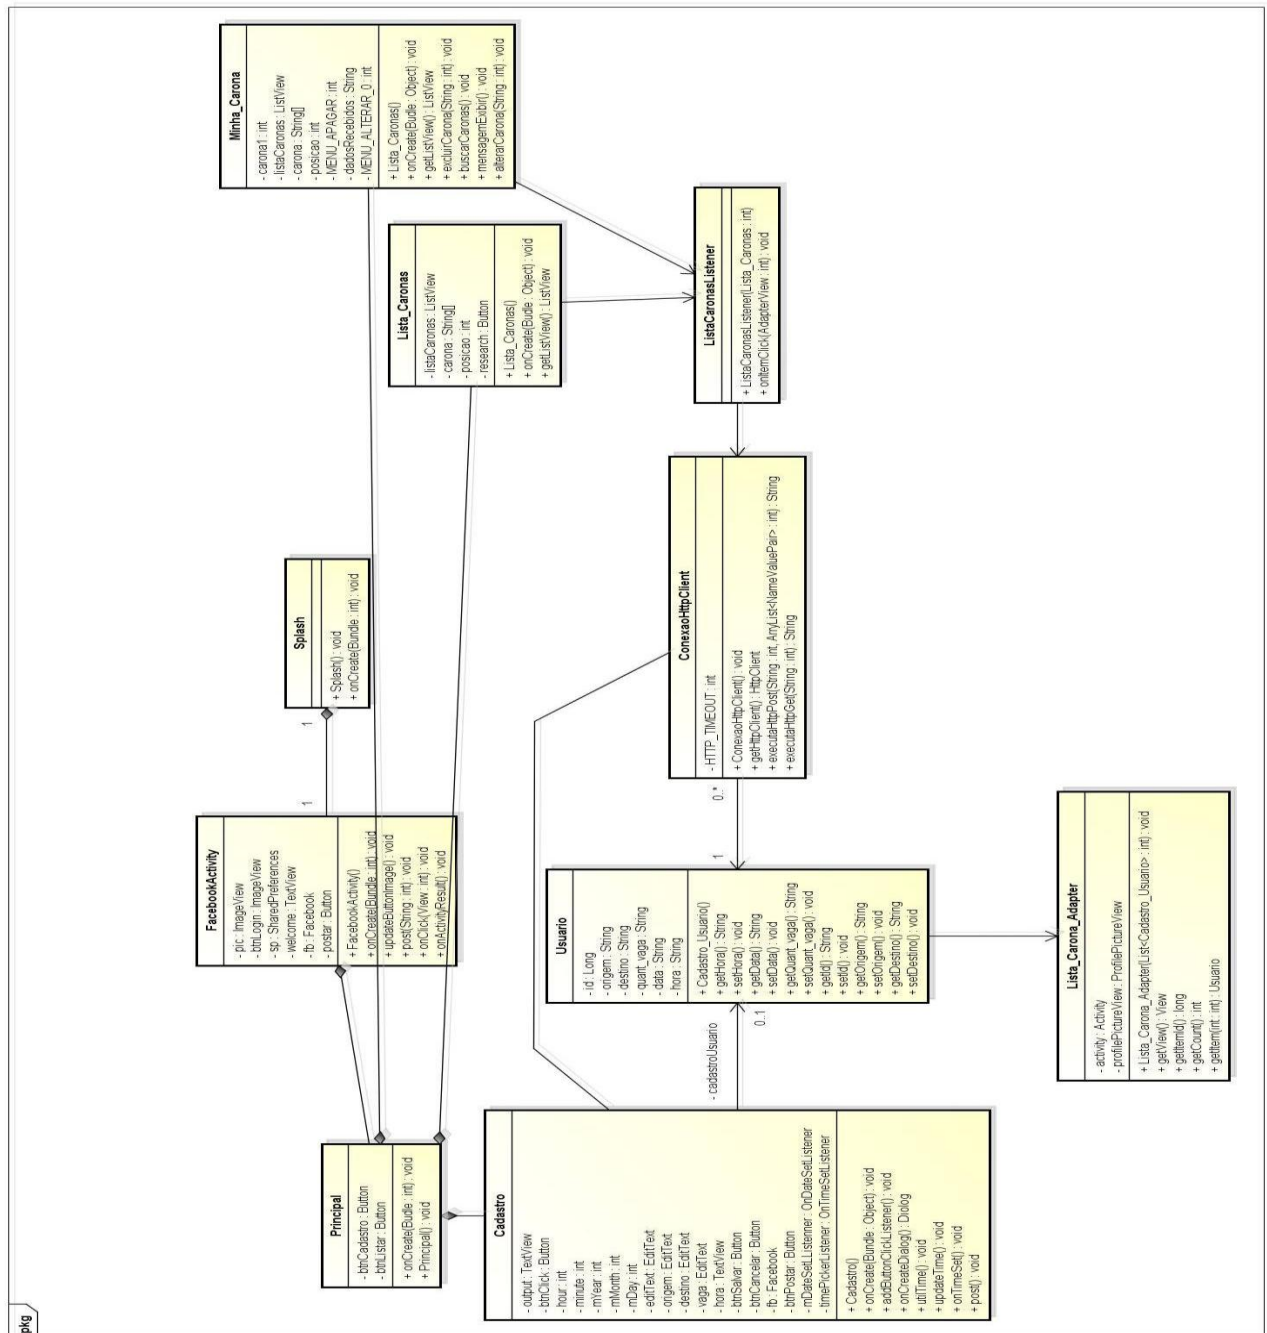 pkg
Minha_Carona
- carona1 : int
- listaCaronas : ListView
- carona : String[]
- posicao : int
- MENU_APAGAR : int
- dadosRecebidos : String
- MENU_ALTERAR_0 : int
+ Lista_Caronas()
+ onCreate(Budle : Object) : void
+ getListView() : ListView
+ excluirCarona(String : int) : void
+ buscarCaronas() : void
+ mensagemExibir() : void
+ alterarCarona(String : int) : void
Lista_Caronas
- listaCaronas : ListView
- carona : String[]
- posicao : int
- research : Button
+ Lista_Caronas()
+ onCreate(Budle : Object) : void
+ getListView() : ListView
ListaCaronasListener
+ ListaCaronasListener(Lista_Caronas : int)
+ onItemClick(AdapterView : int) : void
Splash
+ Splash() : void
+ onCreate(Bundle : int) : void
1
1
FacebookActivity
- pic : ImageView
- btnLogin : ImageView
- sp : SharedPreferences
- welcome : TextView
- fb : Facebook
- postar : Button
+ FacebookActivity()
+ onCreate(Bundle : int) : void
+ updateButtonImage() : void
+ post(String : int) : void
+ onClick(View : int) : void
+ onActivityResult() : void
ConexaoHttpClient
- HTTP_TIMEOUT : int
+ ConexaoHttpClient() : void
+ getHttpClient() : HttpClient
+ executaHttpPost(String : int, ArryList<NameValuePair> : int) : String
+ executaHttpGet(String : int) : String
0..*
1
Usuario
- id : Long
- origem : String
- destino : String
- quant_vaga : String
- data : String
- hora : String
+ Cadastro_Usuario()
+ getHora() : String
+ setHora() : void
+ getData() : String
+ setData() : void
+ getQuant_vaga() : String
+ setQuant_vaga() : void
+ getId() : String
+ setId() : void
+ getOrigem() : String
+ setOrigem() : void
+ getDestino() : String
+ setDestino() : void
0..1
- cadastroUsuario
Lista_Carona_Adapter
- activity : Activity
- profilePictureView : ProfilePictureView
+ Lista_Carona_Adapter(List<Cadastro_Usuario> : int) : void
+ getView() : View
+ getItemId() : long
+ getCount() : int
+ getItem(int : int) : Usuario
Principal
- btnCadastro : Button
- btnListar : Button
+ onCreate(Budle : int) : void
+ Principal() : void
Cadastro
- output : TextView
- btnClick : Button
- hour : int
- minute : int
- mYear : int
- mMonth : int
- mDay : int
- editText : EditText
- origem : EditText
- destino : EditText
- vaga : EditText
- hora : TextView
- btnSalvar : Button
- btnCancelar : Button
- fb : Facebook
- btnPostar : Button
- mDateSetLListenner : OnDateSetListener
- timePickerListener : OnTimeSetListener
+ Cadastro()
+ onCreate(Bundle : Object) : void
+ addButtonClickListener() : void
+ onCreateDialog() : Diolog
+ utilTime() : void
+ updateTime() : void
+ onTimeSet() : void
+ post() : void